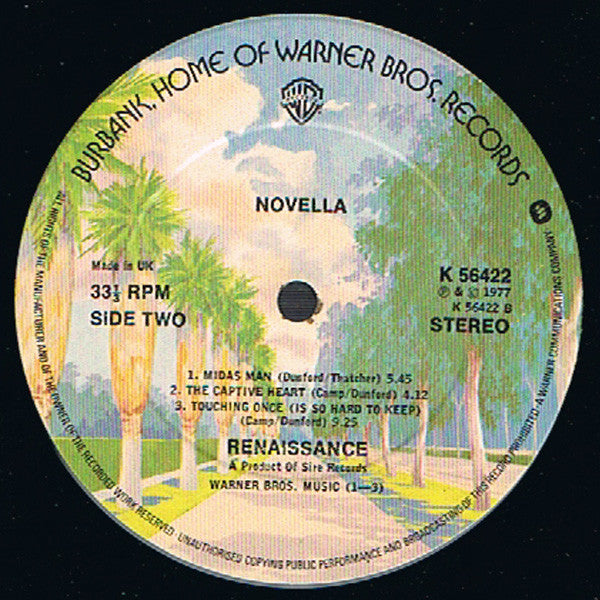 BURBANK, HOME OF WARNER BROS. RECORDS
NOVELLA
Made in UK
33⅓ RPM
SIDE TWO
K 56422
℗ & © 1977
K 56422 B
STEREO
1. MIDAS MAN (Dunford/Thatcher) 5.45
2. THE CAPTIVE HEART (Camp/Dunford) 4.12
3. TOUCHING ONCE (IS SO HARD TO KEEP)
(Camp/Dunford) 9.25
RENAISSANCE
A Product Of Sire Records
WARNER BROS. MUSIC (1—3)
ALL RIGHTS OF THE MANUFACTURER AND OF THE OWNER OF THE RECORDED WORK RESERVED · UNAUTHORISED COPYING PUBLIC PERFORMANCE AND BROADCASTING OF THIS RECORD PROHIBITED · A WARNER COMMUNICATIONS COMPANY